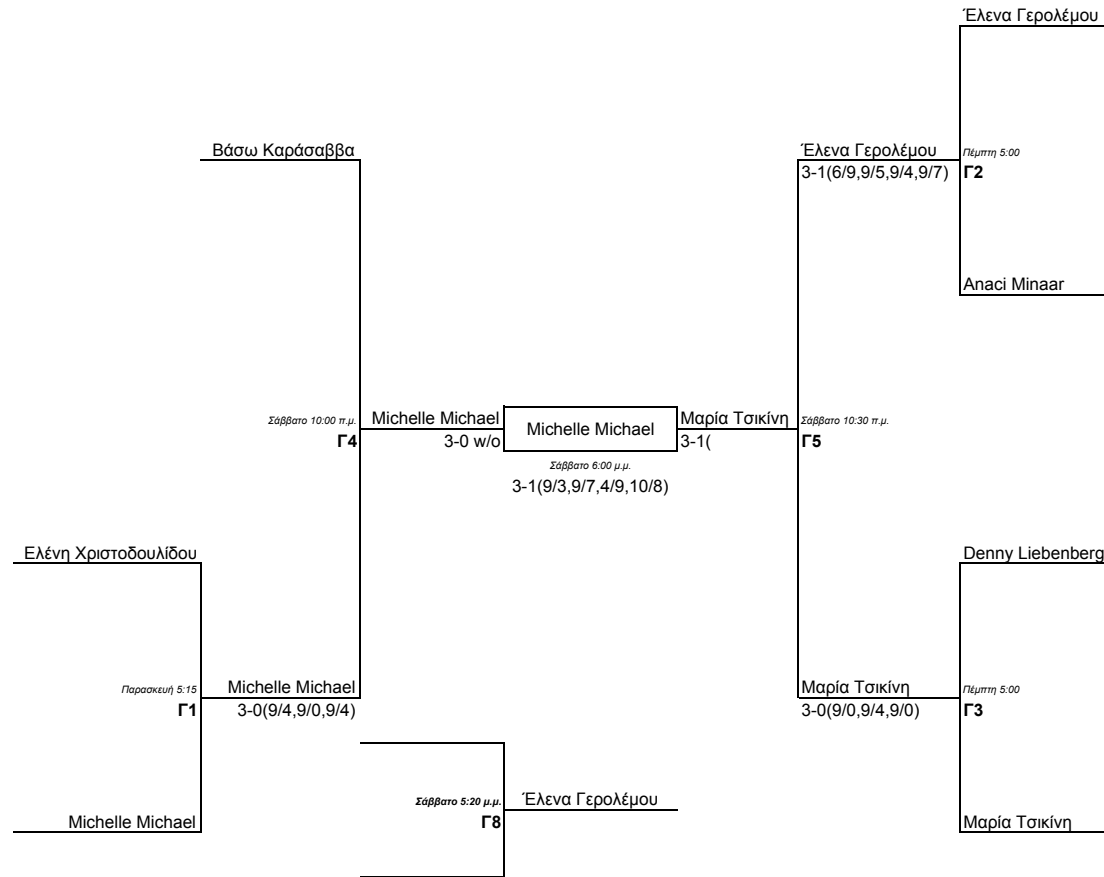 Έλενα Γερολέμου
Βάσω Καράσαββα
Έλενα Γερολέμου
Πέμπτη 5:00
3-1(6/9,9/5,9/4,9/7)
Γ2
Anaci Minaar
Σάββατο 10:00 π.μ.
Michelle Michael
Michelle Michael
Μαρία Τσικίνη
Σάββατο 10:30 π.μ.
Γ4
3-0 w/o
3-1(
Γ5
Σάββατο 6:00 μ.μ.
3-1(9/3,9/7,4/9,10/8)
Ελένη Χριστοδουλίδου
Denny Liebenberg
Παρασκευή 5:15
Michelle Michael
Μαρία Τσικίνη
Πέμπτη 5:00
Γ1
3-0(9/4,9/0,9/4)
3-0(9/0,9/4,9/0)
Γ3
Σάββατο 5:20 μ.μ.
Έλενα Γερολέμου
Γ8
Michelle Michael
Μαρία Τσικίνη